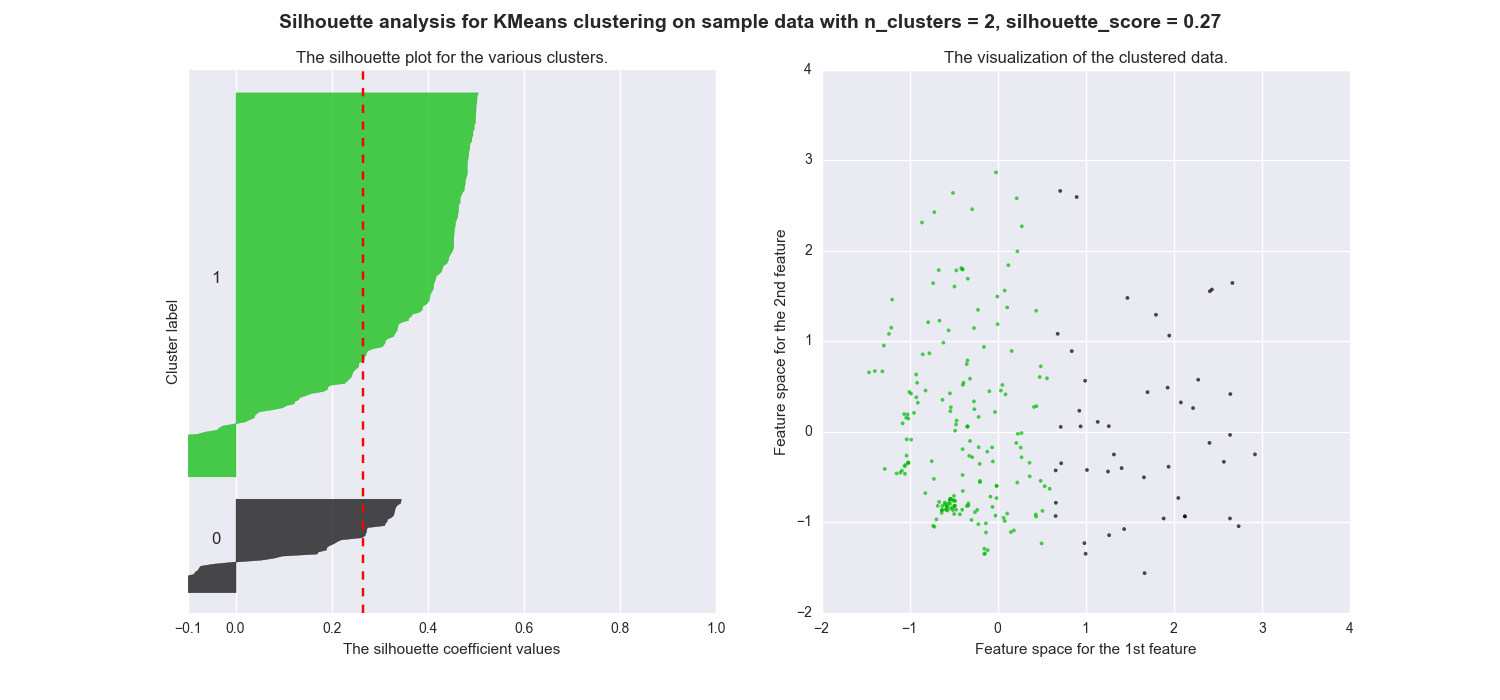 Silhouette analysis for KMeans clustering on sample data with n_clusters = 2, silhouette_score = 0.27
The silhouette plot for the various clusters.
Cluster label
1
0
−0.1 0.0 0.2 0.4 0.6 0.8 1.0
The silhouette coefficient values
The visualization of the clustered data.
Feature space for the 2nd feature
4
3
2
1
0
−1
−2
−2 −1 0 1 2 3 4
Feature space for the 1st feature